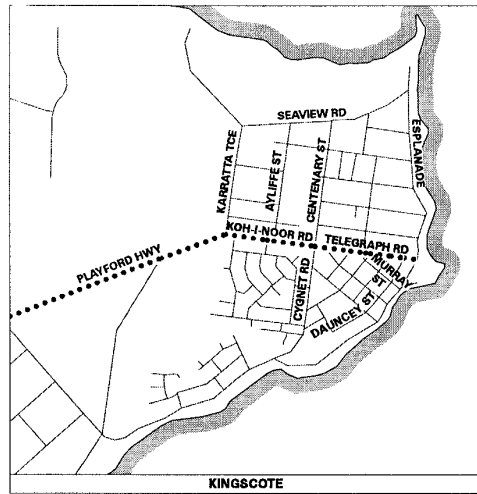 SEAVIEW RD
ESPLANADE
KARRATTA TCE
AYLIFFE ST
CENTENARY ST
KOH-I-NOOR RD
TELEGRAPH RD
PLAYFORD HWY
CYGNET RD
MURRAY
ST
DAUNCEY ST
KINGSCOTE